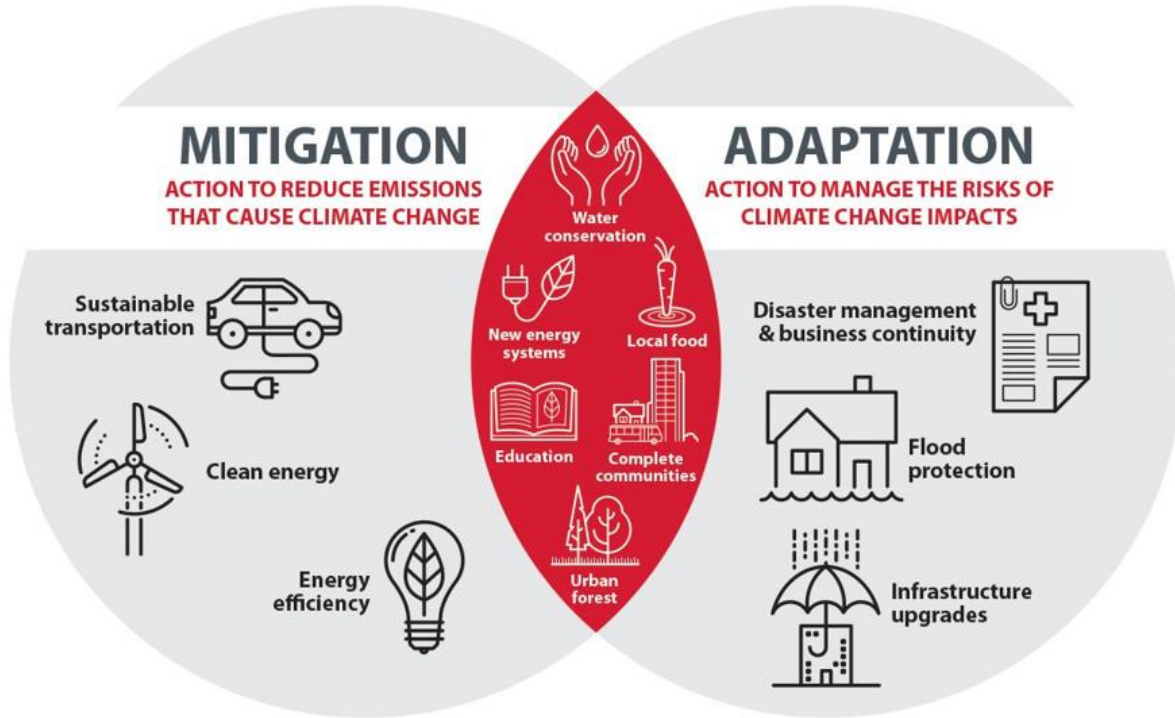 MITIGATION
ACTION TO REDUCE EMISSIONS
THAT CAUSE CLIMATE CHANGE
Sustainable
transportation
Clean energy
Energy
efficiency
Water
conservation
New energy
systems
Local food
Education
Complete
communities
Urban
forest
ADAPTATION
ACTION TO MANAGE THE RISKS OF
CLIMATE CHANGE IMPACTS
Disaster management
& business continuity
Flood
protection
Infrastructure
upgrades